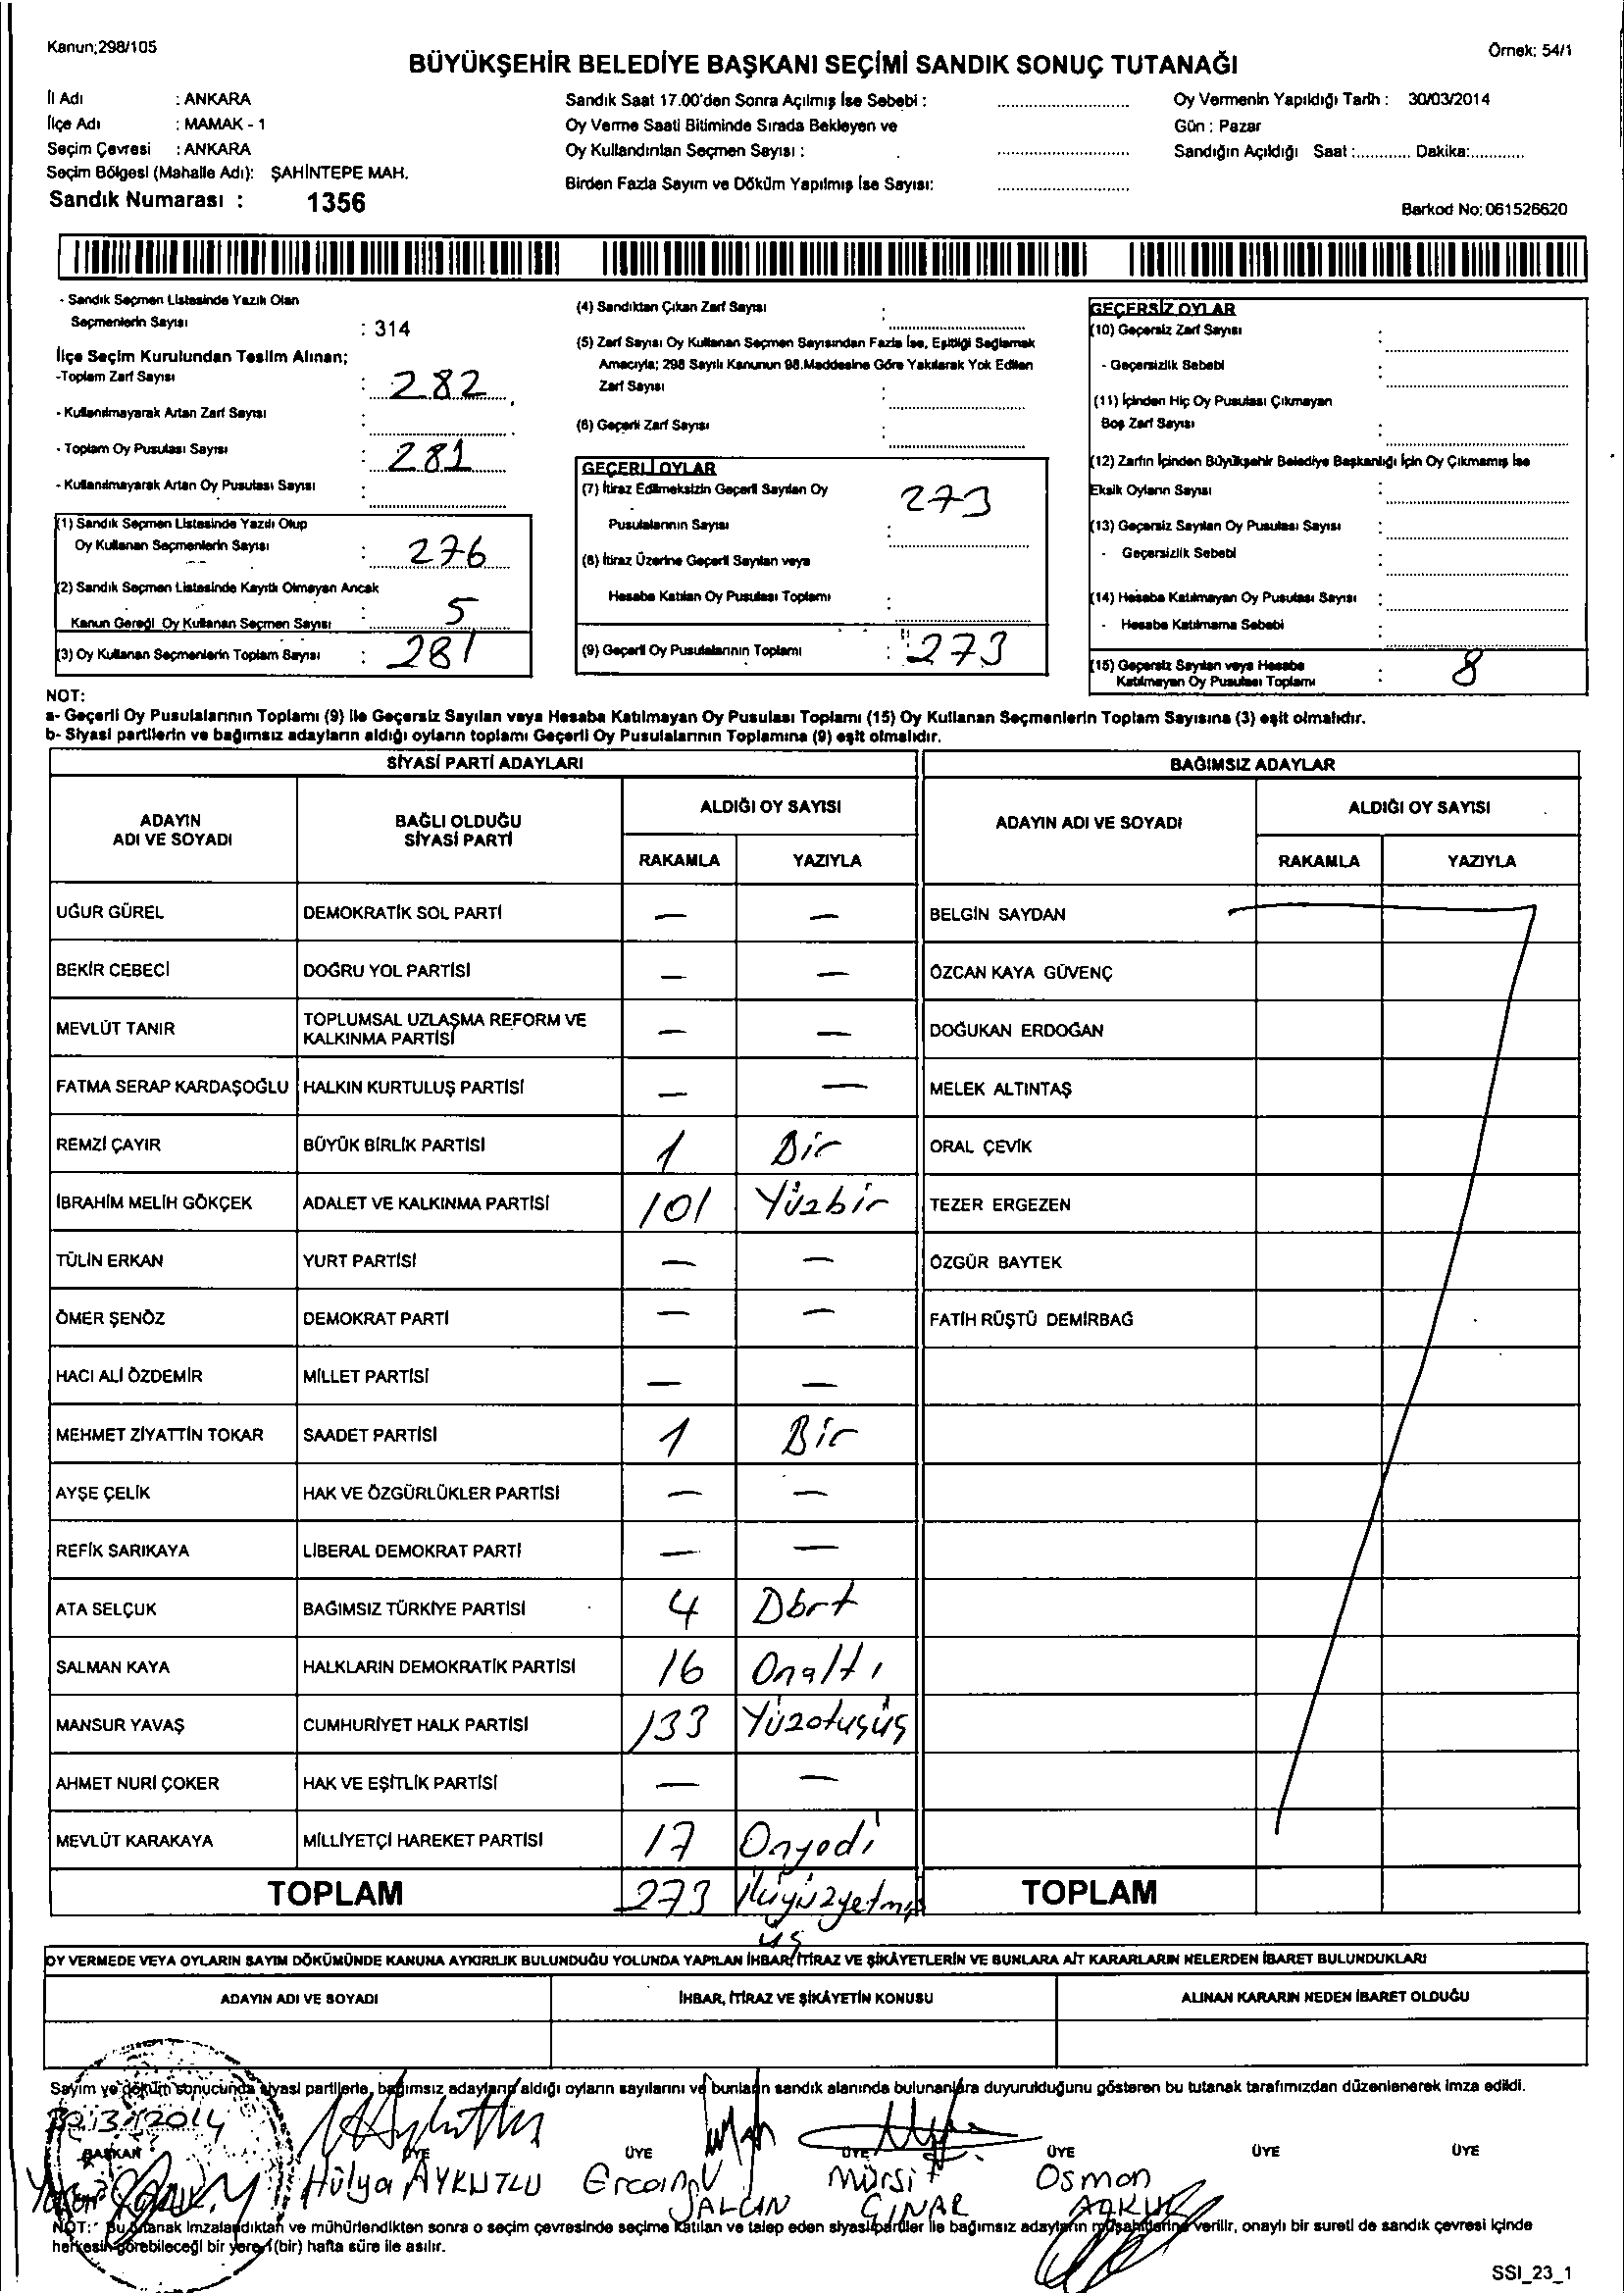 Kanun;298/105
Örnek: 54/1
BÜYÜKŞEHİR BELEDİYE BAŞKANI SEÇİMİ SANDIK SONUÇ TUTANAĞI
İl Adı : ANKARA
İlçe Adı : MAMAK - 1
Seçim Çevresi : ANKARA
Seçim Bölgesi (Mahalle Adı): ŞAHİNTEPE MAH.
Sandık Numarası : 1356
Sandık Saat 17.00'den Sonra Açılmış İse Sebebi :
Oy Verme Saati Bitiminde Sırada Bekleyen ve
Oy Kullandırılan Seçmen Sayısı :
Birden Fazla Sayım ve Döküm Yapılmış İse Sayısı:
Oy Vermenin Yapıldığı Tarih : 30/03/2014
Gün : Pazar
Sandığın Açıldığı Saat :............ Dakika:............
Barkod No: 061526620
- Sandık Seçmen Listesinde Yazılı Olan
Seçmenlerin Sayısı : 314
İlçe Seçim Kurulundan Teslim Alınan;
-Toplam Zarf Sayısı : 282
- Kullanılmayarak Artan Zarf Sayısı :
- Toplam Oy Pusulası Sayısı : 281
- Kullanılmayarak Artan Oy Pusulası Sayısı :
(1) Sandık Seçmen Listesinde Yazılı Olup
Oy Kullanan Seçmenlerin Sayısı : 276
(2) Sandık Seçmen Listesinde Kayıtlı Olmayan Ancak
Kanun Gereği Oy Kullanan Seçmen Sayısı : 5
(3) Oy Kullanan Seçmenlerin Toplam Sayısı : 281
(4) Sandıktan Çıkan Zarf Sayısı :
(5) Zarf Sayısı Oy Kullanan Seçmen Sayısından Fazla İse, Eşitliği Sağlamak
Amacıyla; 298 Sayılı Kanunun 98.Maddesine Göre Yakılarak Yok Edilen
Zarf Sayısı :
(6) Geçerli Zarf Sayısı :
GEÇERLİ OYLAR
(7) İtiraz Edilmeksizin Geçerli Sayılan Oy
Pusulalarının Sayısı : 273
(8) İtiraz Üzerine Geçerli Sayılan veya
Hesaba Katılan Oy Pusulası Toplamı :
(9) Geçerli Oy Pusulalarının Toplamı : 273
GEÇERSİZ OYLAR
(10) Geçersiz Zarf Sayısı :
- Geçersizlik Sebebi :
(11) İçinden Hiç Oy Pusulası Çıkmayan
Boş Zarf Sayısı :
(12) Zarfın İçinden Büyükşehir Belediye Başkanlığı İçin Oy Çıkmamış İse
Eksik Oyların Sayısı :
(13) Geçersiz Sayılan Oy Pusulası Sayısı :
- Geçersizlik Sebebi :
(14) Hesaba Katılmayan Oy Pusulası Sayısı :
- Hesaba Katılmama Sebebi :
(15) Geçersiz Sayılan veya Hesaba
Katılmayan Oy Pusulası Toplamı : 8
NOT:
a- Geçerli Oy Pusulalarının Toplamı (9) ile Geçersiz Sayılan veya Hesaba Katılmayan Oy Pusulası Toplamı (15) Oy Kullanan Seçmenlerin Toplam Sayısına (3) eşit olmalıdır.
b- Siyasi partilerin ve bağımsız adayların aldığı oyların toplamı Geçerli Oy Pusulalarının Toplamına (9) eşit olmalıdır.
SİYASİ PARTİ ADAYLARI
BAĞIMSIZ ADAYLAR
ADAYIN ADI VE SOYADI
BAĞLI OLDUĞU SİYASİ PARTİ
ALDIĞI OY SAYISI
RAKAMLA YAZIYLA
ADAYIN ADI VE SOYADI
ALDIĞI OY SAYISI
RAKAMLA YAZIYLA
UĞUR GÜREL DEMOKRATİK SOL PARTİ — — BELGİN SAYDAN
BEKİR CEBECİ DOĞRU YOL PARTİSİ — — ÖZCAN KAYA GÜVENÇ
MEVLÜT TANIR TOPLUMSAL UZLAŞMA REFORM VE KALKINMA PARTİSİ — — DOĞUKAN ERDOĞAN
FATMA SERAP KARDAŞOĞLU HALKIN KURTULUŞ PARTİSİ — — MELEK ALTINTAŞ
REMZİ ÇAYIR BÜYÜK BİRLİK PARTİSİ 1 Bir ORAL ÇEVİK
İBRAHİM MELİH GÖKÇEK ADALET VE KALKINMA PARTİSİ 101 Yüzbir TEZER ERGEZEN
TÜLİN ERKAN YURT PARTİSİ — — ÖZGÜR BAYTEK
ÖMER ŞENÖZ DEMOKRAT PARTİ — — FATİH RÜŞTÜ DEMİRBAĞ
HACI ALİ ÖZDEMİR MİLLET PARTİSİ — —
MEHMET ZİYATTİN TOKAR SAADET PARTİSİ 1 Bir
AYŞE ÇELİK HAK VE ÖZGÜRLÜKLER PARTİSİ — —
REFİK SARIKAYA LİBERAL DEMOKRAT PARTİ — —
ATA SELÇUK BAĞIMSIZ TÜRKİYE PARTİSİ 4 Dört
SALMAN KAYA HALKLARIN DEMOKRATİK PARTİSİ 16 Onaltı
MANSUR YAVAŞ CUMHURİYET HALK PARTİSİ 133 Yüzotuşüş
AHMET NURİ ÇOKER HAK VE EŞİTLİK PARTİSİ — —
MEVLÜT KARAKAYA MİLLİYETÇİ HAREKET PARTİSİ 17 Onyedi
TOPLAM 273 TOPLAM
OY VERMEDE VEYA OYLARIN SAYIM DÖKÜMÜNDE KANUNA AYKIRILIK BULUNDUĞU YOLUNDA YAPILAN İHBAR, İTİRAZ VE ŞİKÂYETLERİN VE BUNLARA AİT KARARLARIN NELERDEN İBARET BULUNDUKLARI
ADAYIN ADI VE SOYADI İHBAR, İTİRAZ VE ŞİKÂYETİN KONUSU ALINAN KARARIN NEDEN İBARET OLDUĞU
Sayım ve döküm sonucunda siyasi partilerle, bağımsız adayların aldığı oyların sayılarını ve bunların sandık alanında bulunanlara duyurulduğunu gösteren bu tutanak tarafımızdan düzenlenerek imza edildi.
BAŞKAN ÜYE ÜYE ÜYE ÜYE ÜYE ÜYE
Hülya AYKUTLU Ercan YALÇIN Mürsit ÇINAR Osman
NOT: Bu tutanak imzalandıktan ve mühürlendikten sonra o seçim çevresinde seçime katılan ve talep eden siyasi partiler ile bağımsız adayların müşahitlerine verilir, onaylı bir sureti de sandık çevresi içinde
herkesin görebileceği bir yere 1(bir) hafta süre ile asılır.
SSI_23_1